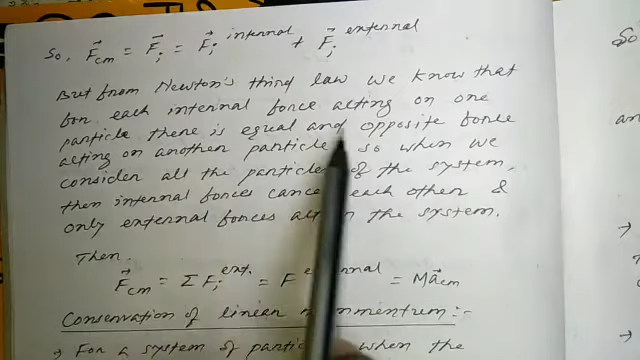 So, F⃗cm = F⃗i = F⃗i internal + F⃗i external
But from Newton's third law we know that
for each internal force acting on one
particle there is equal and opposite force
acting on another particle so when we
consider all the particles of the system,
then internal forces cancel each other &
only external forces act on the system.
Then,
F⃗cm = Σ Fi ext. = F external = Ma⃗cm
Conservation of linear momentum :-
→ For a system of particles when the
So